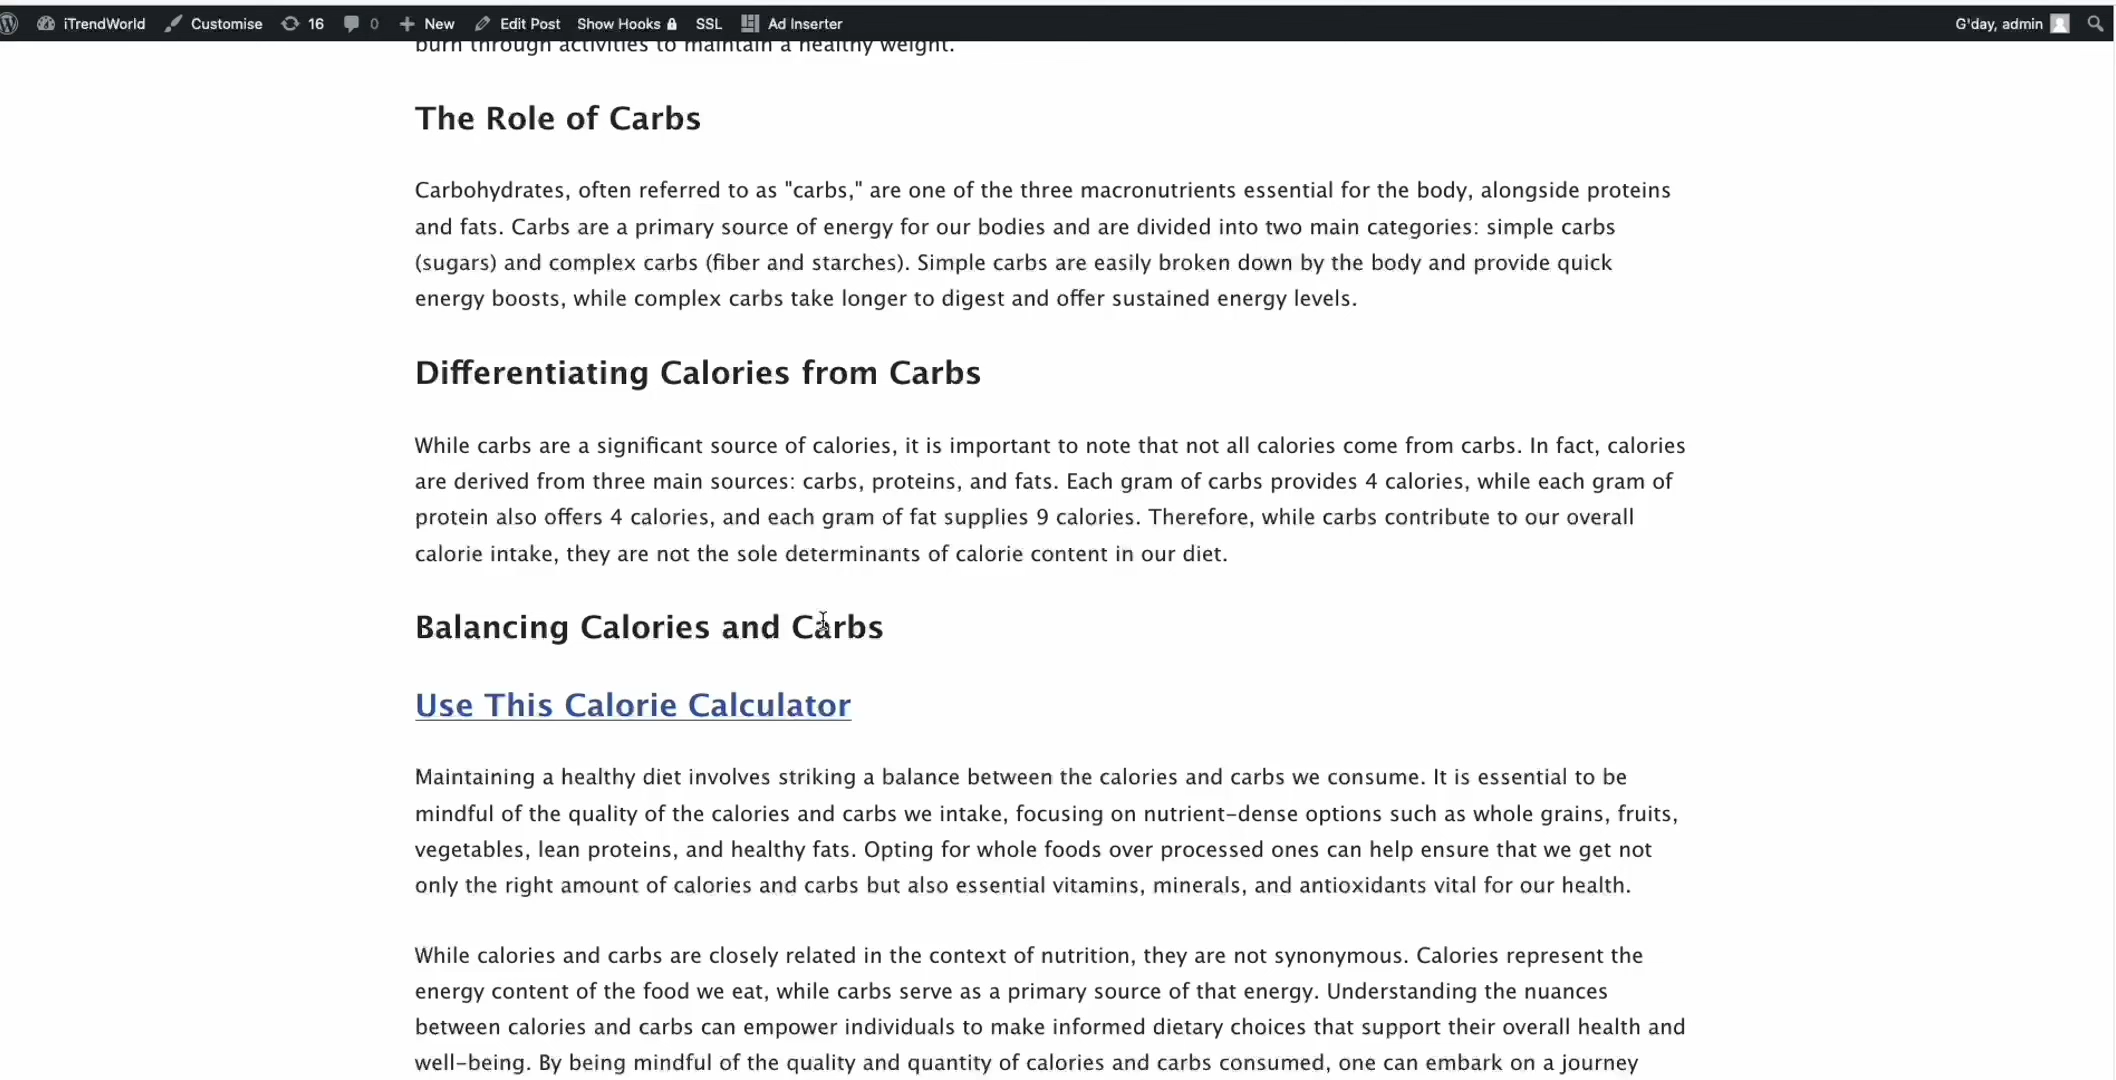 iTrendWorld Customise 16 0 New Edit Post Show Hooks SSL Ad Inserter G'day, admin
burn through activities to maintain a healthy weight.
The Role of Carbs
Carbohydrates, often referred to as "carbs," are one of the three macronutrients essential for the body, alongside proteins
and fats. Carbs are a primary source of energy for our bodies and are divided into two main categories: simple carbs
(sugars) and complex carbs (fiber and starches). Simple carbs are easily broken down by the body and provide quick
energy boosts, while complex carbs take longer to digest and offer sustained energy levels.
Differentiating Calories from Carbs
While carbs are a significant source of calories, it is important to note that not all calories come from carbs. In fact, calories
are derived from three main sources: carbs, proteins, and fats. Each gram of carbs provides 4 calories, while each gram of
protein also offers 4 calories, and each gram of fat supplies 9 calories. Therefore, while carbs contribute to our overall
calorie intake, they are not the sole determinants of calorie content in our diet.
Balancing Calories and Carbs
Use This Calorie Calculator
Maintaining a healthy diet involves striking a balance between the calories and carbs we consume. It is essential to be
mindful of the quality of the calories and carbs we intake, focusing on nutrient-dense options such as whole grains, fruits,
vegetables, lean proteins, and healthy fats. Opting for whole foods over processed ones can help ensure that we get not
only the right amount of calories and carbs but also essential vitamins, minerals, and antioxidants vital for our health.
While calories and carbs are closely related in the context of nutrition, they are not synonymous. Calories represent the
energy content of the food we eat, while carbs serve as a primary source of that energy. Understanding the nuances
between calories and carbs can empower individuals to make informed dietary choices that support their overall health and
well-being. By being mindful of the quality and quantity of calories and carbs consumed, one can embark on a journey